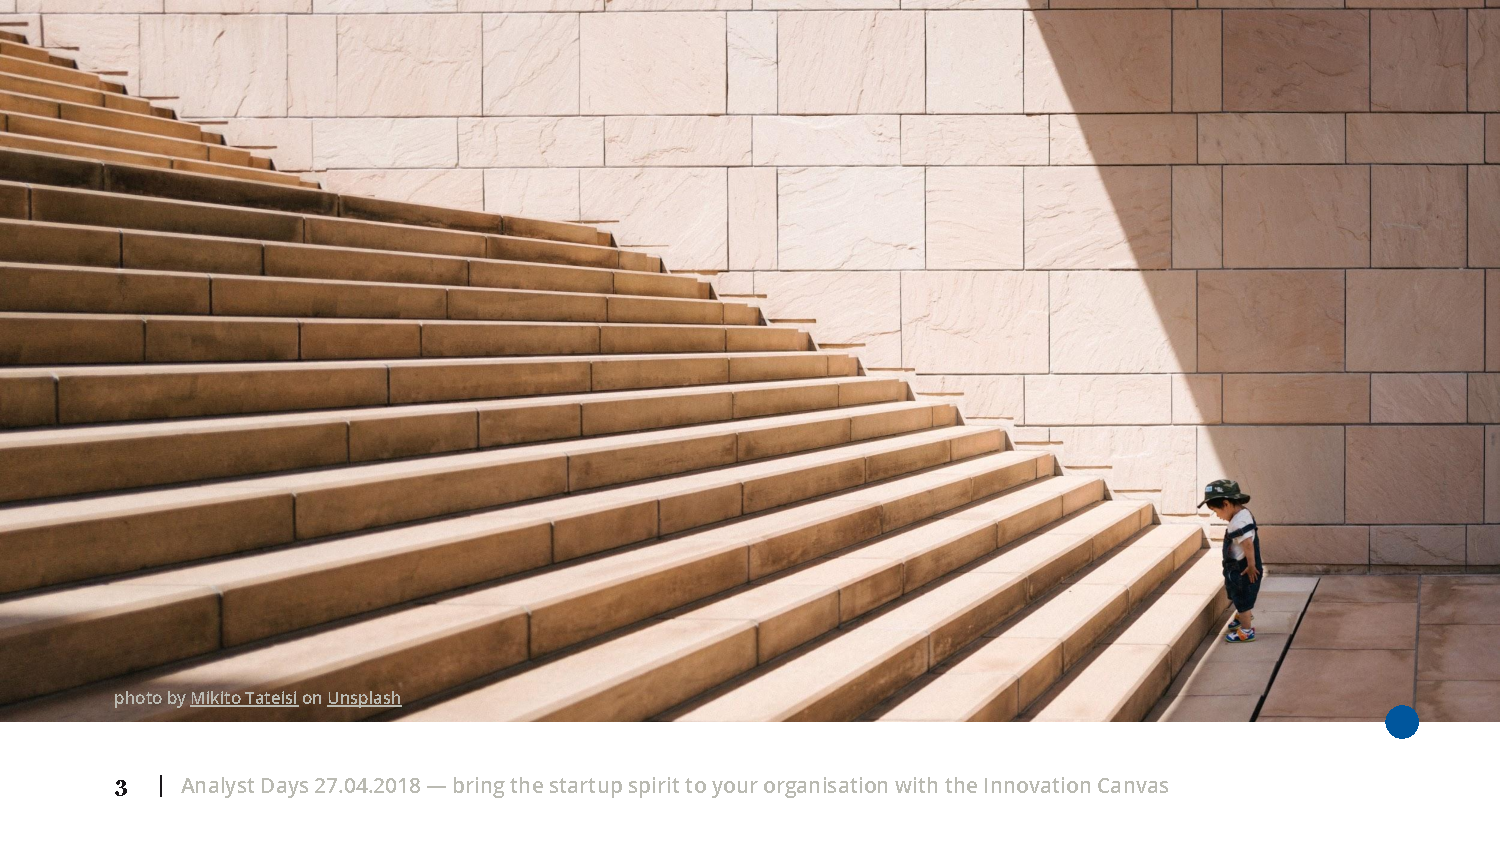 photo by Mikito Tateisi on Unsplash
3 | Analyst Days 27.04.2018 — bring the startup spirit to your organisation with the Innovation Canvas